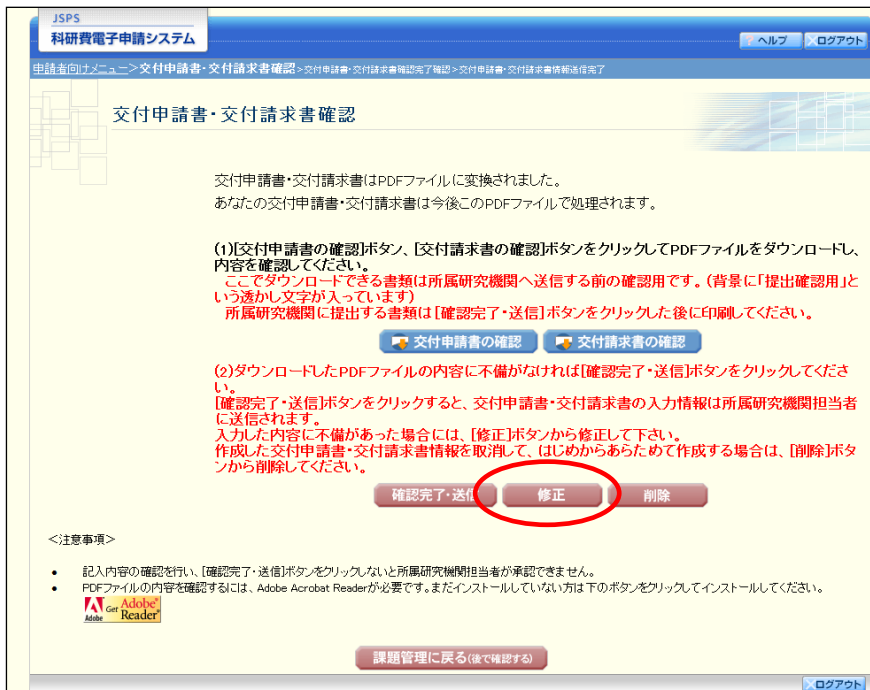 JSPS
科研費電子申請システム
ヘルプ
ログアウト
申請者向けメニュー>交付申請書・交付請求書確認>交付申請書・交付請求書確認完了確認>交付申請書・交付請求書情報送信完了
交付申請書・交付請求書確認
交付申請書・交付請求書はPDFファイルに変換されました。
あなたの交付申請書・交付請求書は今後このPDFファイルで処理されます。
(1)[交付申請書の確認]ボタン、[交付請求書の確認]ボタンをクリックしてPDFファイルをダウンロードし、
内容を確認してください。
ここでダウンロードできる書類は所属研究機関へ送信する前の確認用です。(背景に「提出確認用」と
いう透かし文字が入っています)
所属研究機関に提出する書類は[確認完了・送信]ボタンをクリックした後に印刷してください。
交付申請書の確認
交付請求書の確認
(2)ダウンロードしたPDFファイルの内容に不備がなければ[確認完了・送信]ボタンをクリックしてくださ
い。
[確認完了・送信]ボタンをクリックすると、交付申請書・交付請求書の入力情報は所属研究機関担当者
に送信されます。
入力した内容に不備があった場合には、[修正]ボタンから修正して下さい。
作成した交付申請書・交付請求書情報を取消して、はじめからあらためて作成する場合は、[削除]ボタ
ンから削除してください。
確認完了・送信
修正
削除
<注意事項>
• 記入内容の確認を行い、[確認完了・送信]ボタンをクリックしないと所属研究機関担当者が承認できません。
• PDFファイルの内容を確認するには、Adobe Acrobat Readerが必要です。まだインストールしていない方は下のボタンをクリックしてインストールしてください。
Adobe Get Adobe® Reader®
課題管理に戻る(後で確認する)
ログアウト